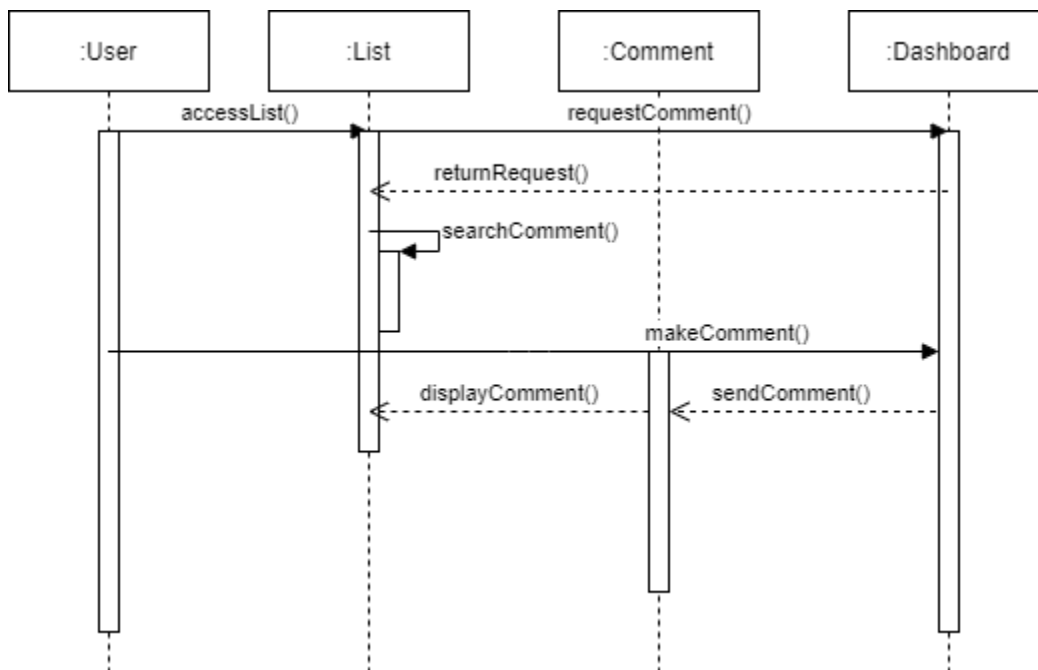 :User
:List
:Comment
:Dashboard
accessList()
requestComment()
returnRequest()
searchComment()
makeComment()
displayComment()
sendComment()